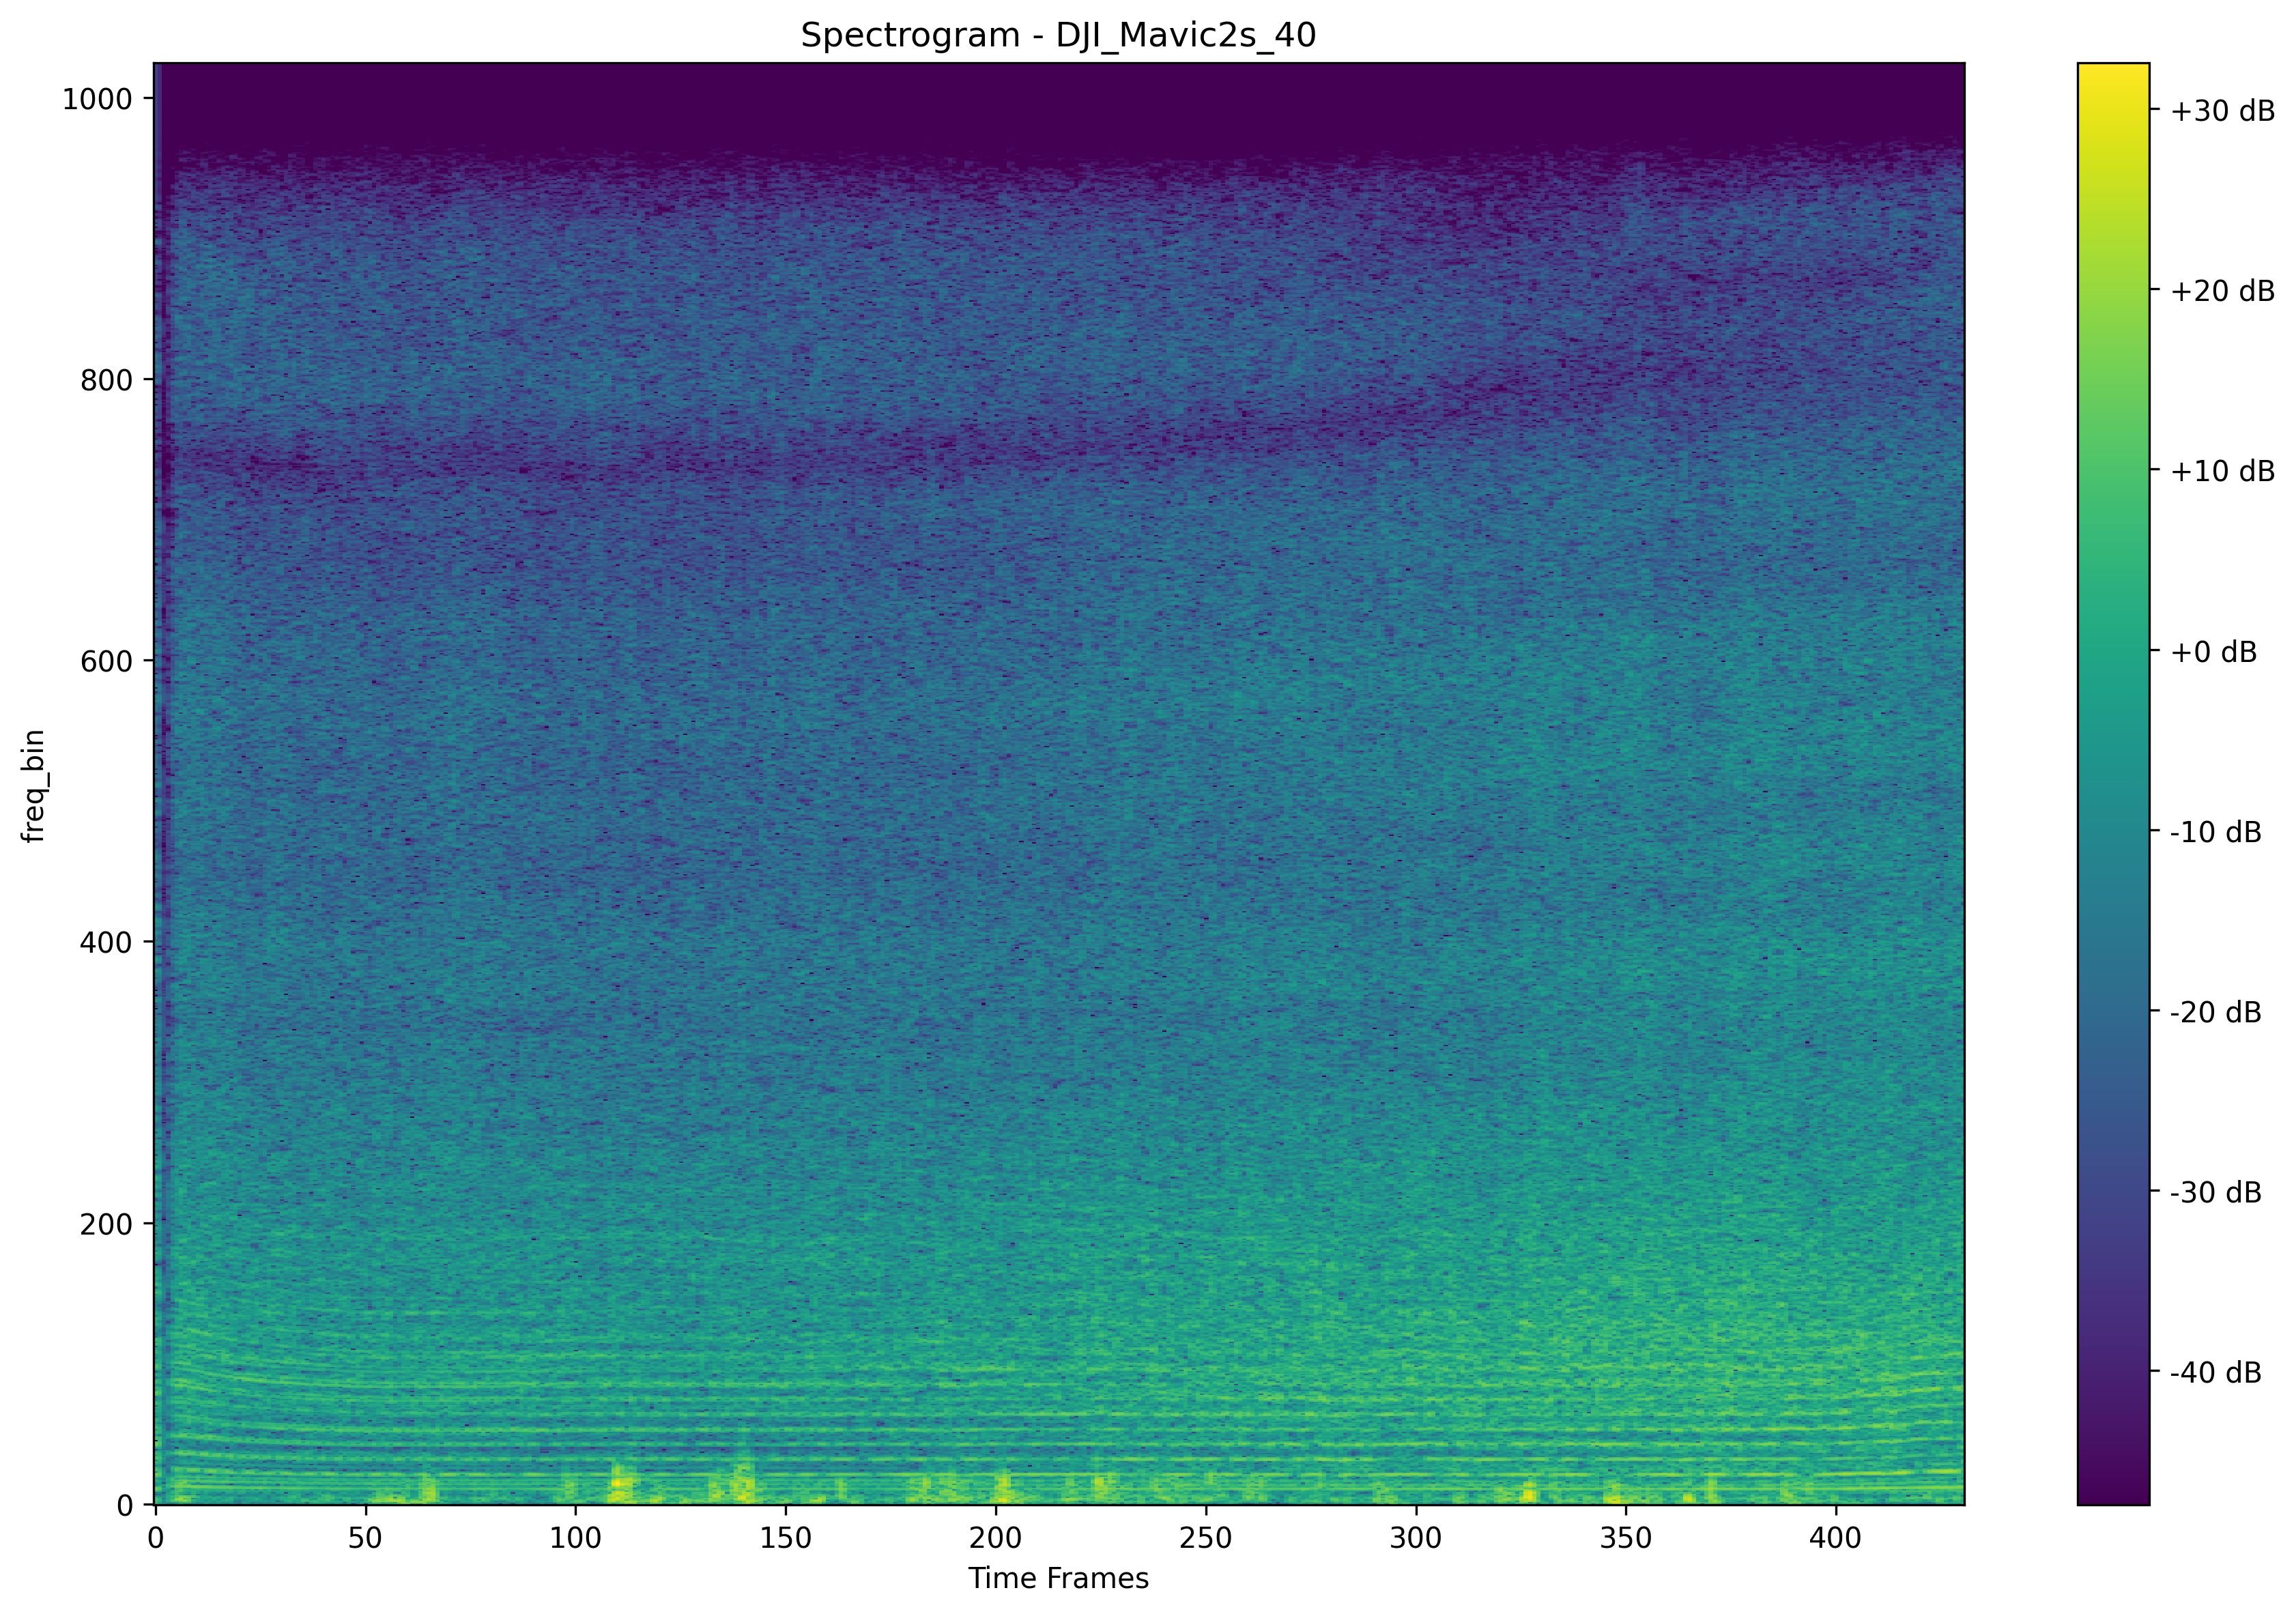 Spectrogram - DJI_Mavic2s_40
1000
800
600
400
200
0
freq_bin
0 50 100 150 200 250 300 350 400
Time Frames
+30 dB
+20 dB
+10 dB
+0 dB
-10 dB
-20 dB
-30 dB
-40 dB